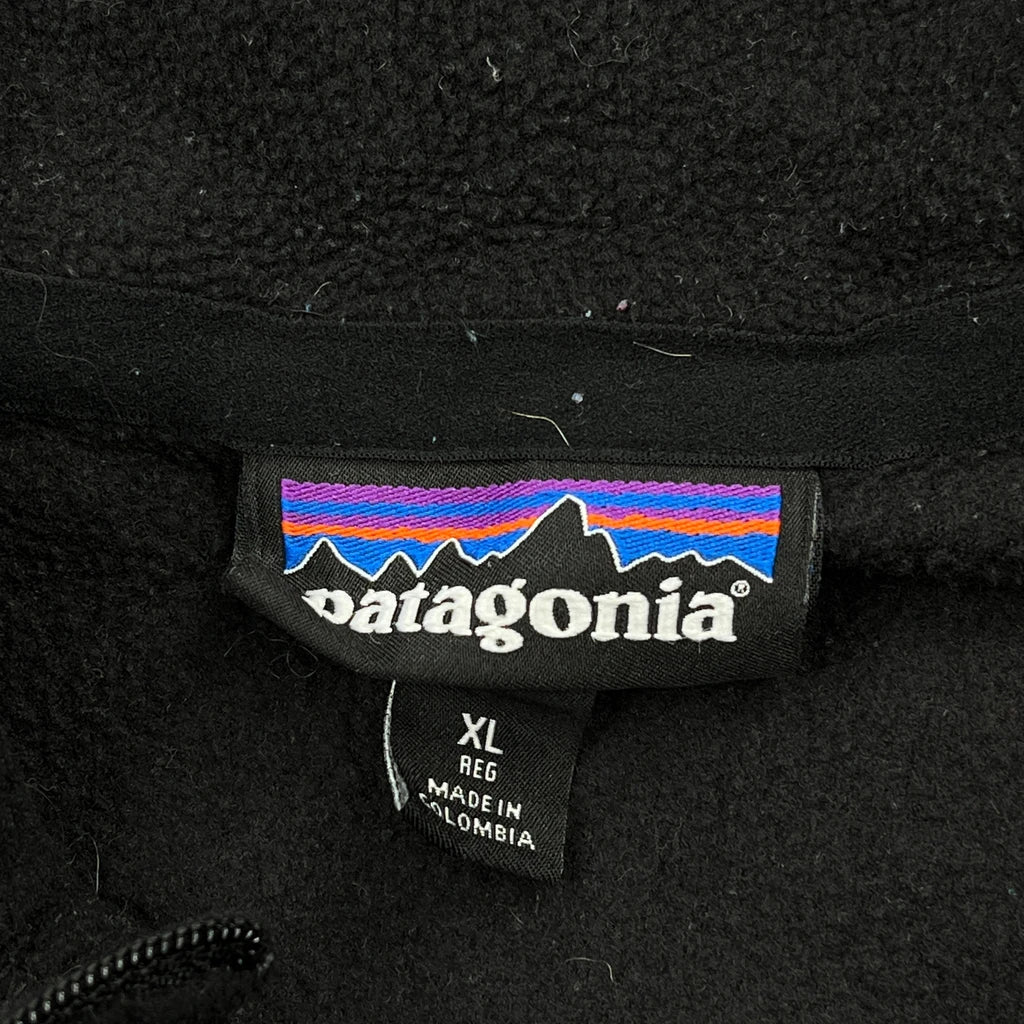 patagonia®
XL
REG
MADE IN
COLOMBIA